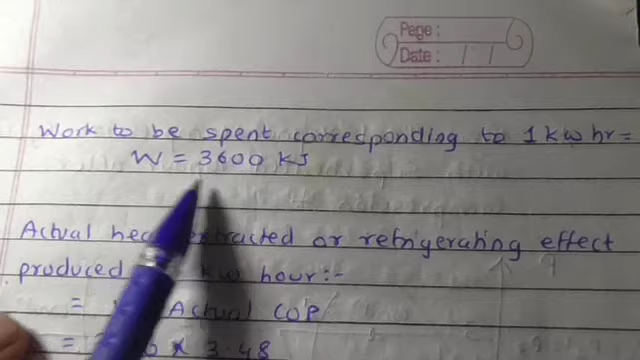 Page:
Date: / /
Work to be spent corresponding to 1 kw hr =
W = 3600 KJ
Actual extracted or refrigerating effect
produced kw hour:-
= Actual COP
= × 3.48